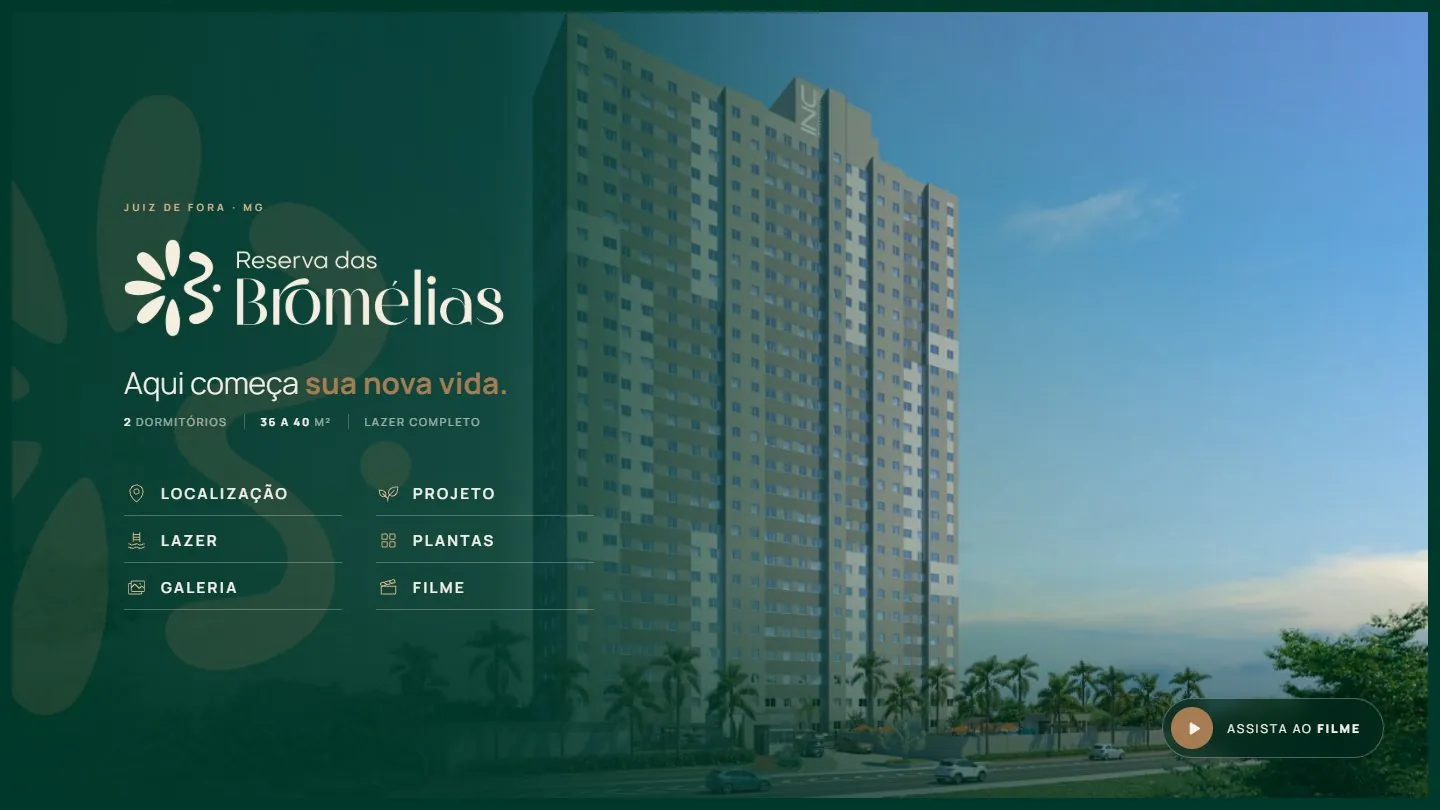 JUIZ DE FORA · MG
Reserva das
Bromélias
Aqui começa sua nova vida.
2 DORMITÓRIOS 36 A 40 M² LAZER COMPLETO
LOCALIZAÇÃO
PROJETO
LAZER
PLANTAS
GALERIA
FILME
INC
ASSISTA AO FILME